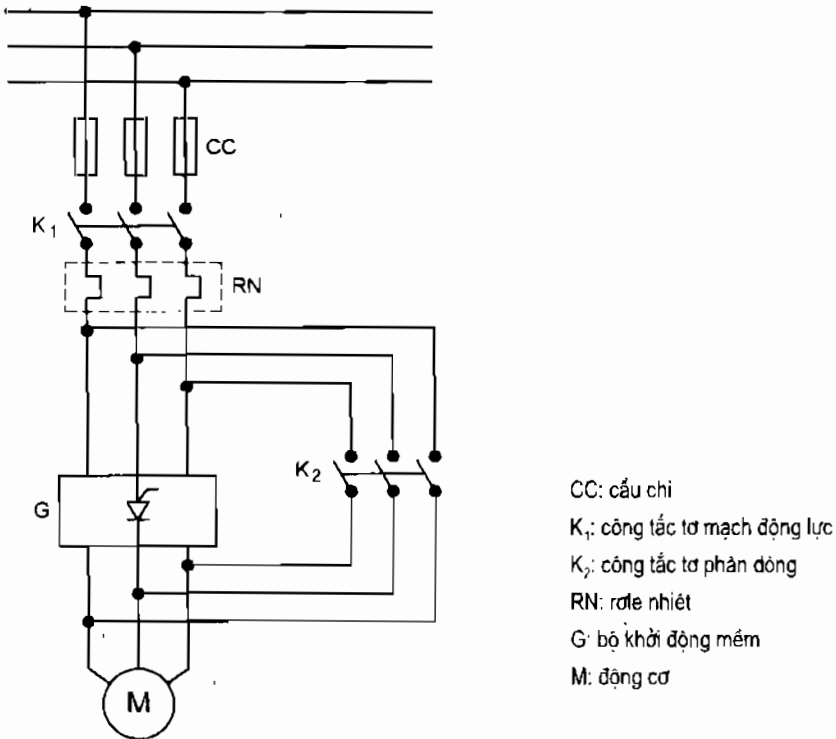 CC
K₁
RN
K₂
G
M
CC: cầu chì
K₁: công tắc tơ mạch động lực
K₂: công tắc tơ phân dòng
RN: rơle nhiệt
G: bộ khởi động mềm
M: động cơ